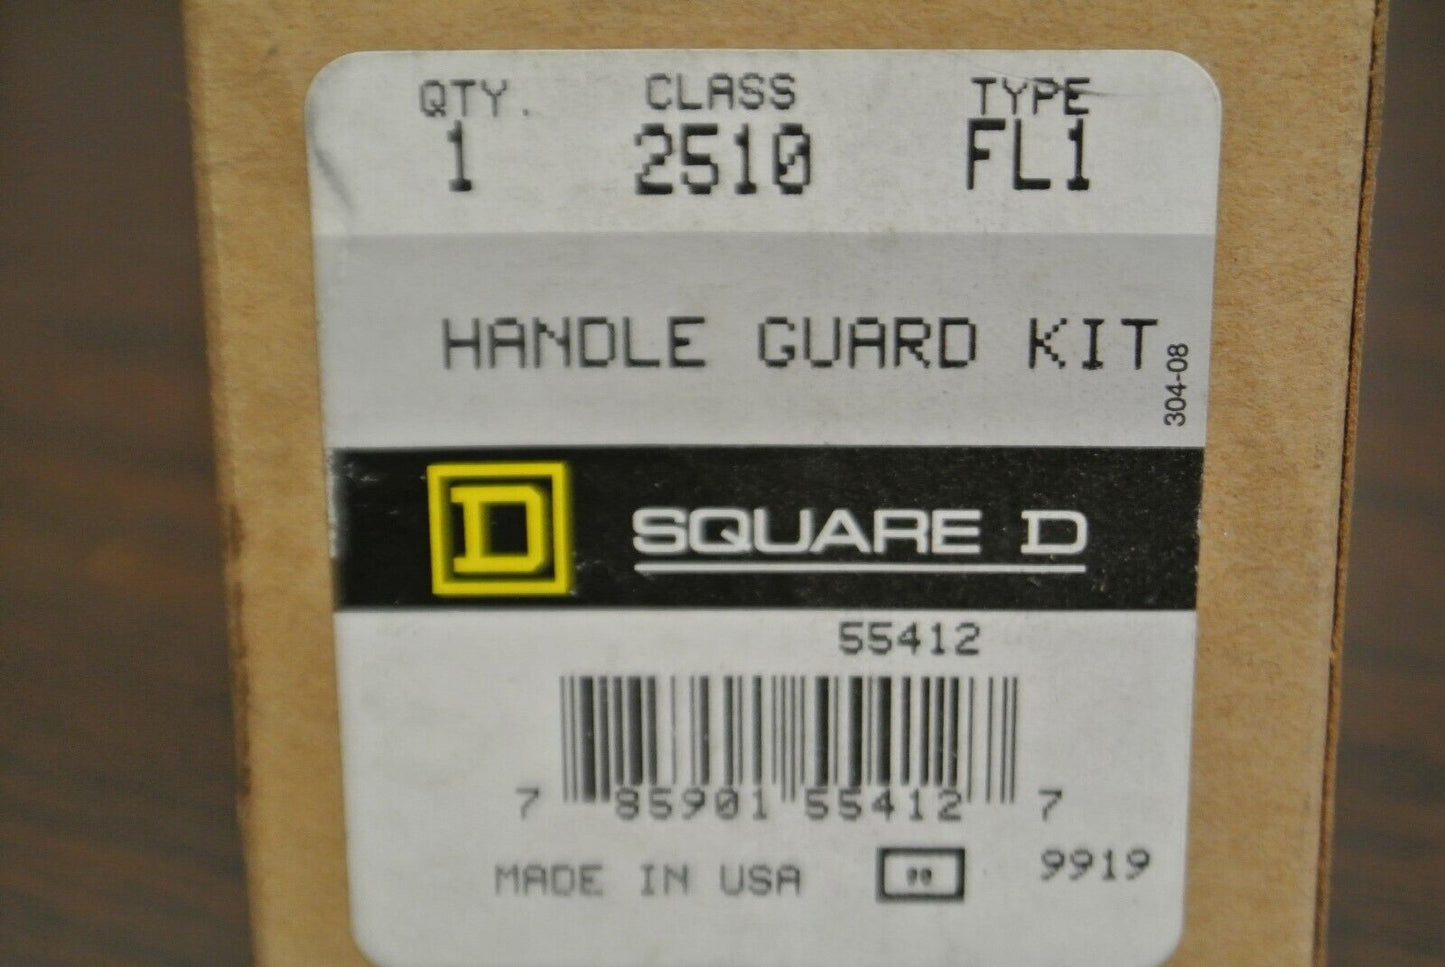 QTY. CLASS TYPE
1 2510 FL1
HANDLE GUARD KIT
304-08
D SQUARE D
55412
7 85901 55412 7
MADE IN USA 9919